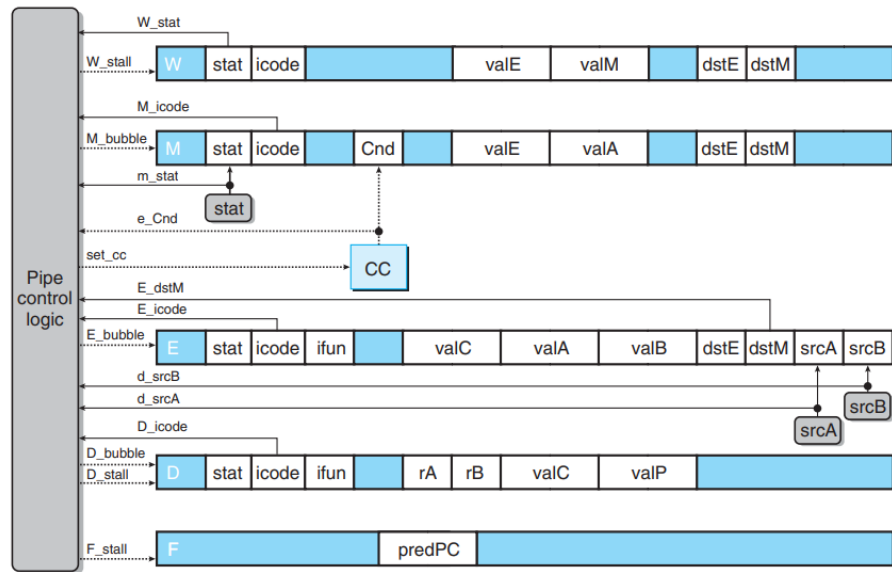 W_stat
W_stall
W stat icode valE valM dstE dstM
M_icode
M_bubble
M stat icode Cnd valE valA dstE dstM
m_stat
stat
e_Cnd
set_cc
CC
Pipe
control
logic
E_dstM
E_icode
E_bubble
E stat icode ifun valC valA valB dstE dstM srcA srcB
d_srcB
srcB
d_srcA
srcA
D_icode
D_bubble
D_stall
D stat icode ifun rA rB valC valP
F_stall
F predPC